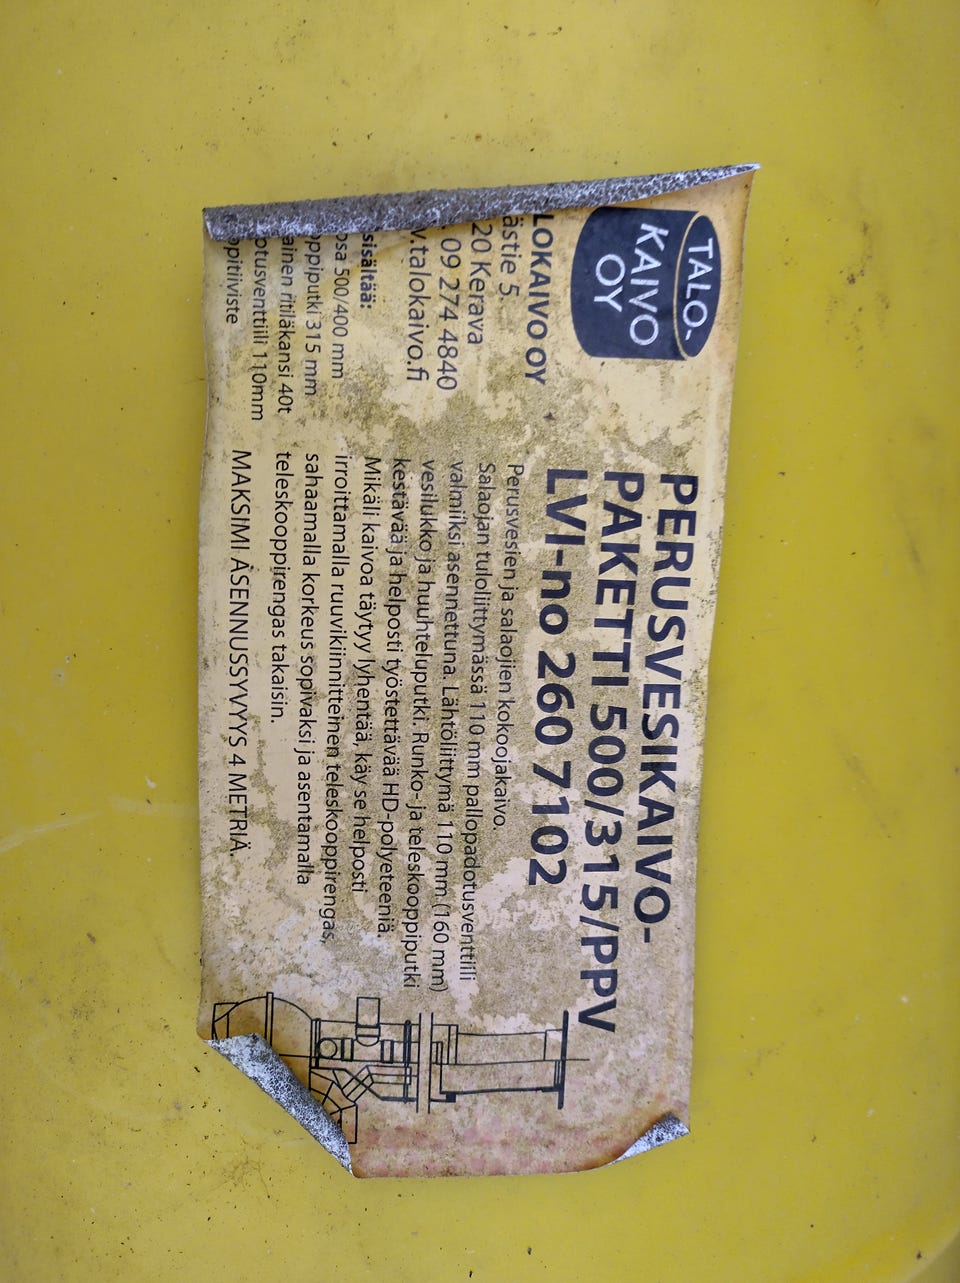 TALO-
KAIVO
OY
LOKAIVO OY
ästie 5
20 Kerava
09 274 4840
v.talokaivo.fi
sisältää:
osa 500/400 mm
oppiputki 315 mm
ainen ritiläkansi 40t
otusventtiili 110mm
oppitiiviste
PERUSVESIKAIVO-
PAKETTI 500/315/PPV
LVI-no 260 7102
Perusvesien ja salaojien kokoojakaivo.
Salaojan tuloliittymässä 110 mm pallopadotusventtiili
valmiiksi asennettuna. Lähtöliittymä 110 mm (160 mm)
vesilukko ja huuhteluputki. Runko- ja teleskooppiputki
kestävää ja helposti työstettävää HD-polyeteeniä.
Mikäli kaivoa täytyy lyhentää, käy se helposti
irroittamalla ruuvikiinnitteinen teleskooppirengas,
sahaamalla korkeus sopivaksi ja asentamalla
teleskooppirengas takaisin.
MAKSIMI ASENNUSSYVYYS 4 METRIÄ.